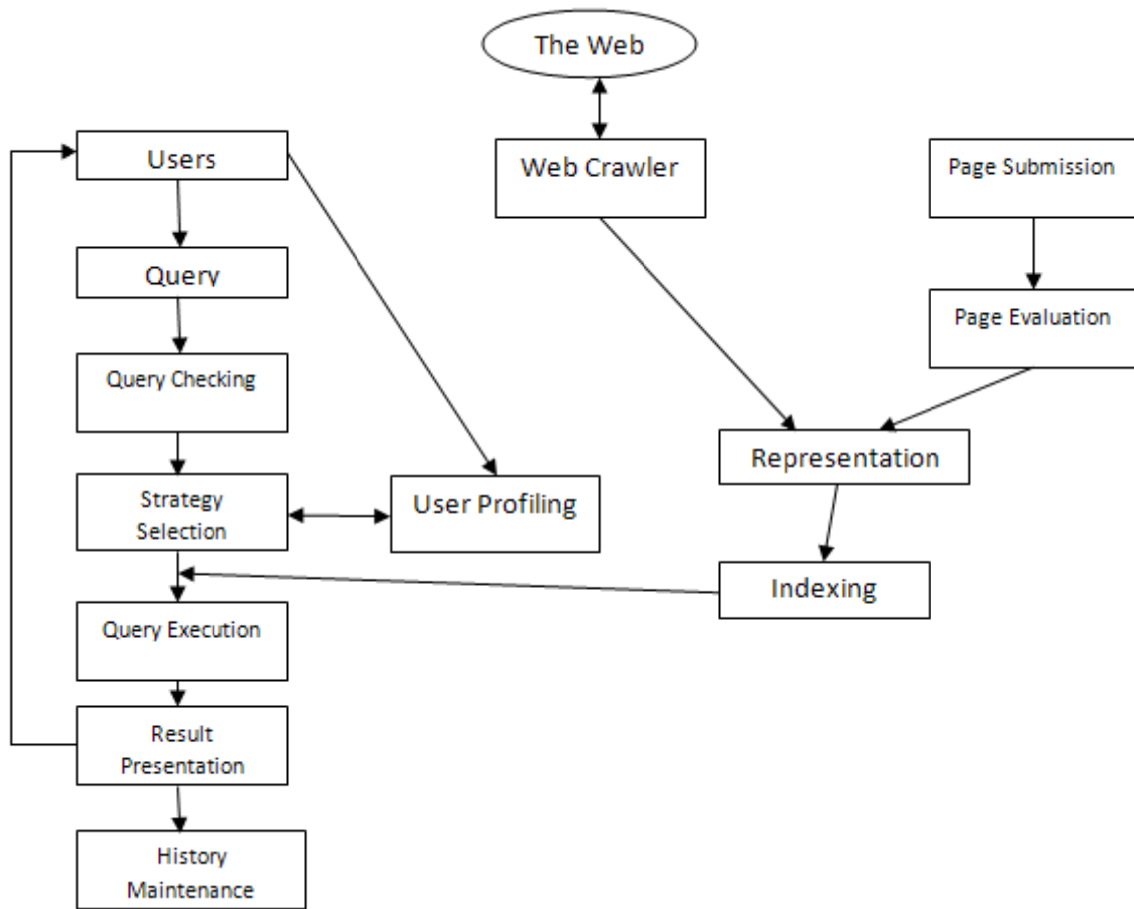 The Web
Users
Web Crawler
Page Submission
Query
Page Evaluation
Query Checking
Representation
Strategy
Selection
User Profiling
Indexing
Query Execution
Result
Presentation
History
Maintenance